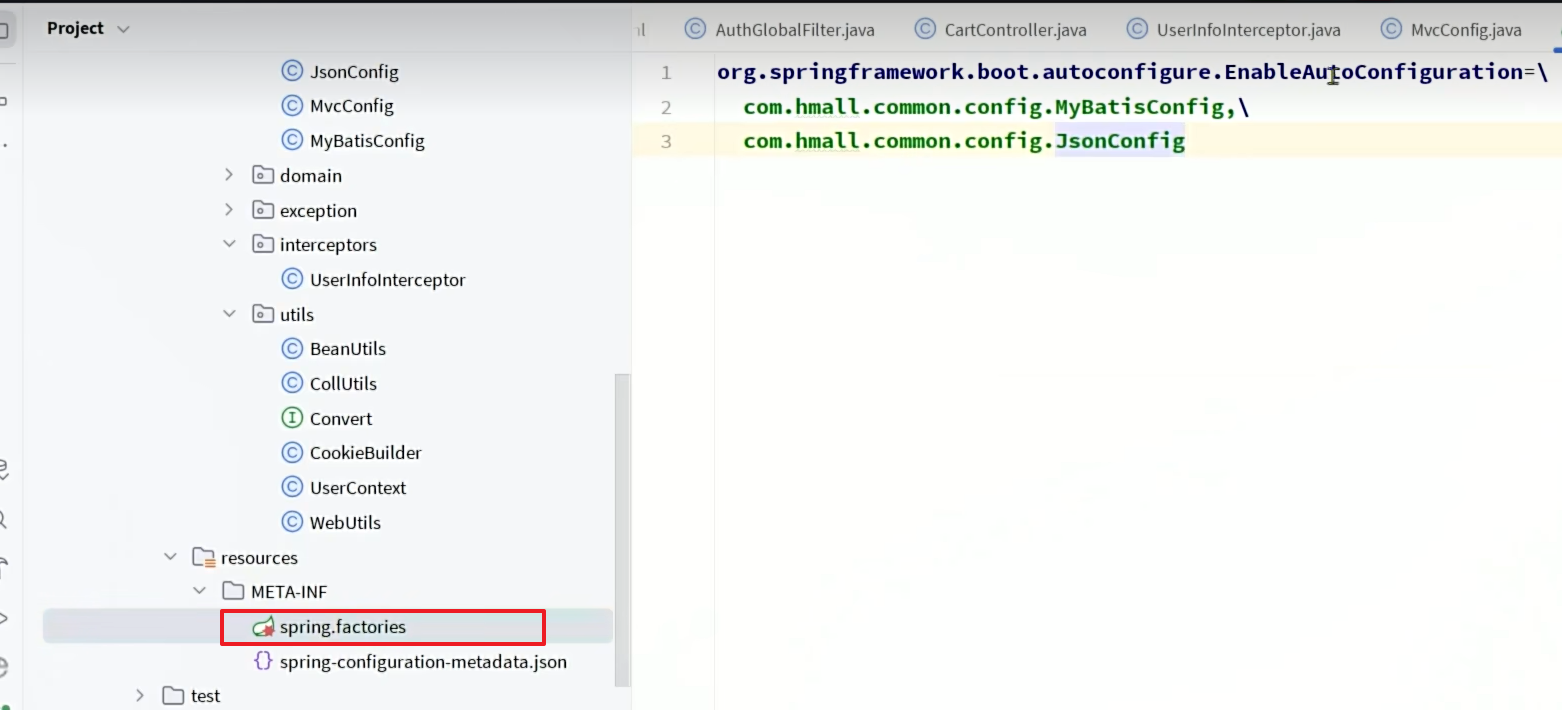 Project
AuthGlobalFilter.java
CartController.java
UserInfoInterceptor.java
MvcConfig.java
JsonConfig
MvcConfig
MyBatisConfig
domain
exception
interceptors
UserInfoInterceptor
utils
BeanUtils
CollUtils
Convert
CookieBuilder
UserContext
WebUtils
resources
META-INF
spring.factories
spring-configuration-metadata.json
test
1 org.springframework.boot.autoconfigure.EnableAutoConfiguration=\
2 com.hmall.common.config.MyBatisConfig,\
3 com.hmall.common.config.JsonConfig